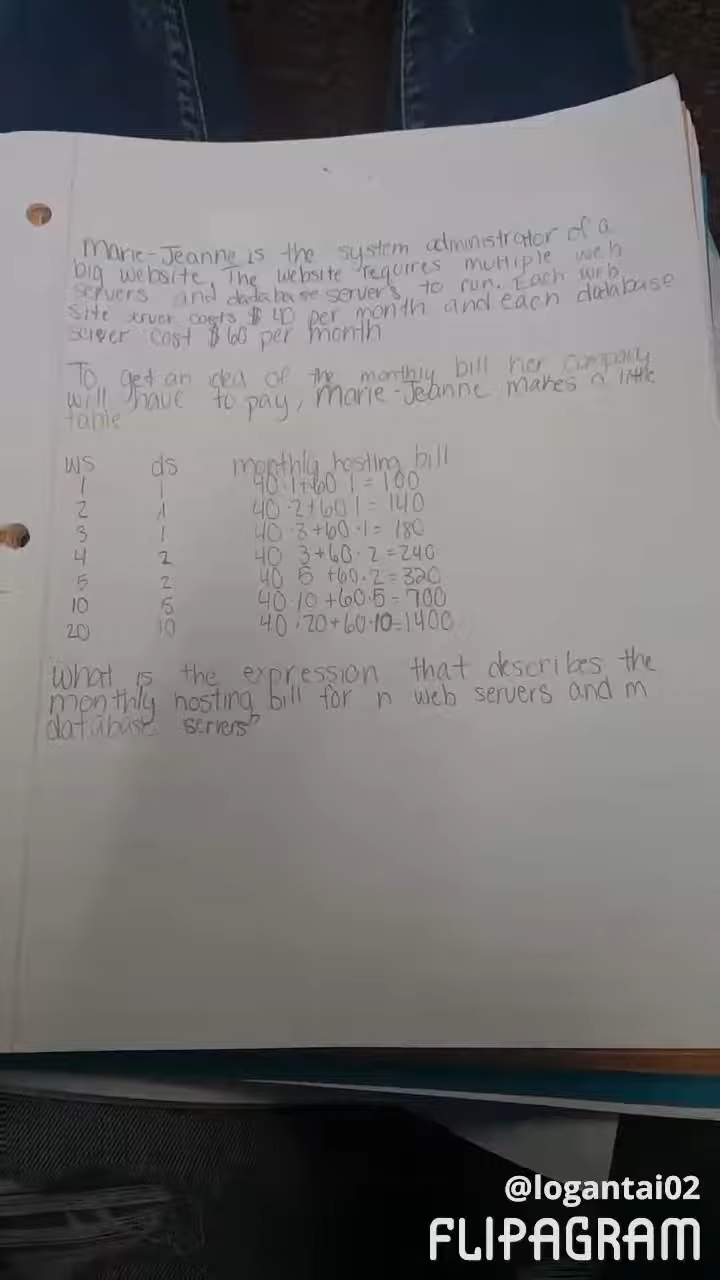 Marie-Jeanne is the system administrator of a
big website. The website requires multiple web
servers and database servers to run. Each web
site server costs $40 per month and each database
server cost $60 per month
To get an idea of the monthly bill her company
will have to pay, Marie-Jeanne makes a little
table
ws ds monthly hosting bill
1 1 40·1+60 1 = 100
2 1 40·2+60 1 = 140
3 1 40·3+60·1 = 180
4 2 40 3+60·2 = 240
5 2 40 5 +60·2 = 320
10 5 40·10 +60·5 = 700
20 10 40·20+60·10=1400
What is the expression that describes the
monthly hosting bill for n web servers and m
database servers?
@logantai02
FLIPAGRAM